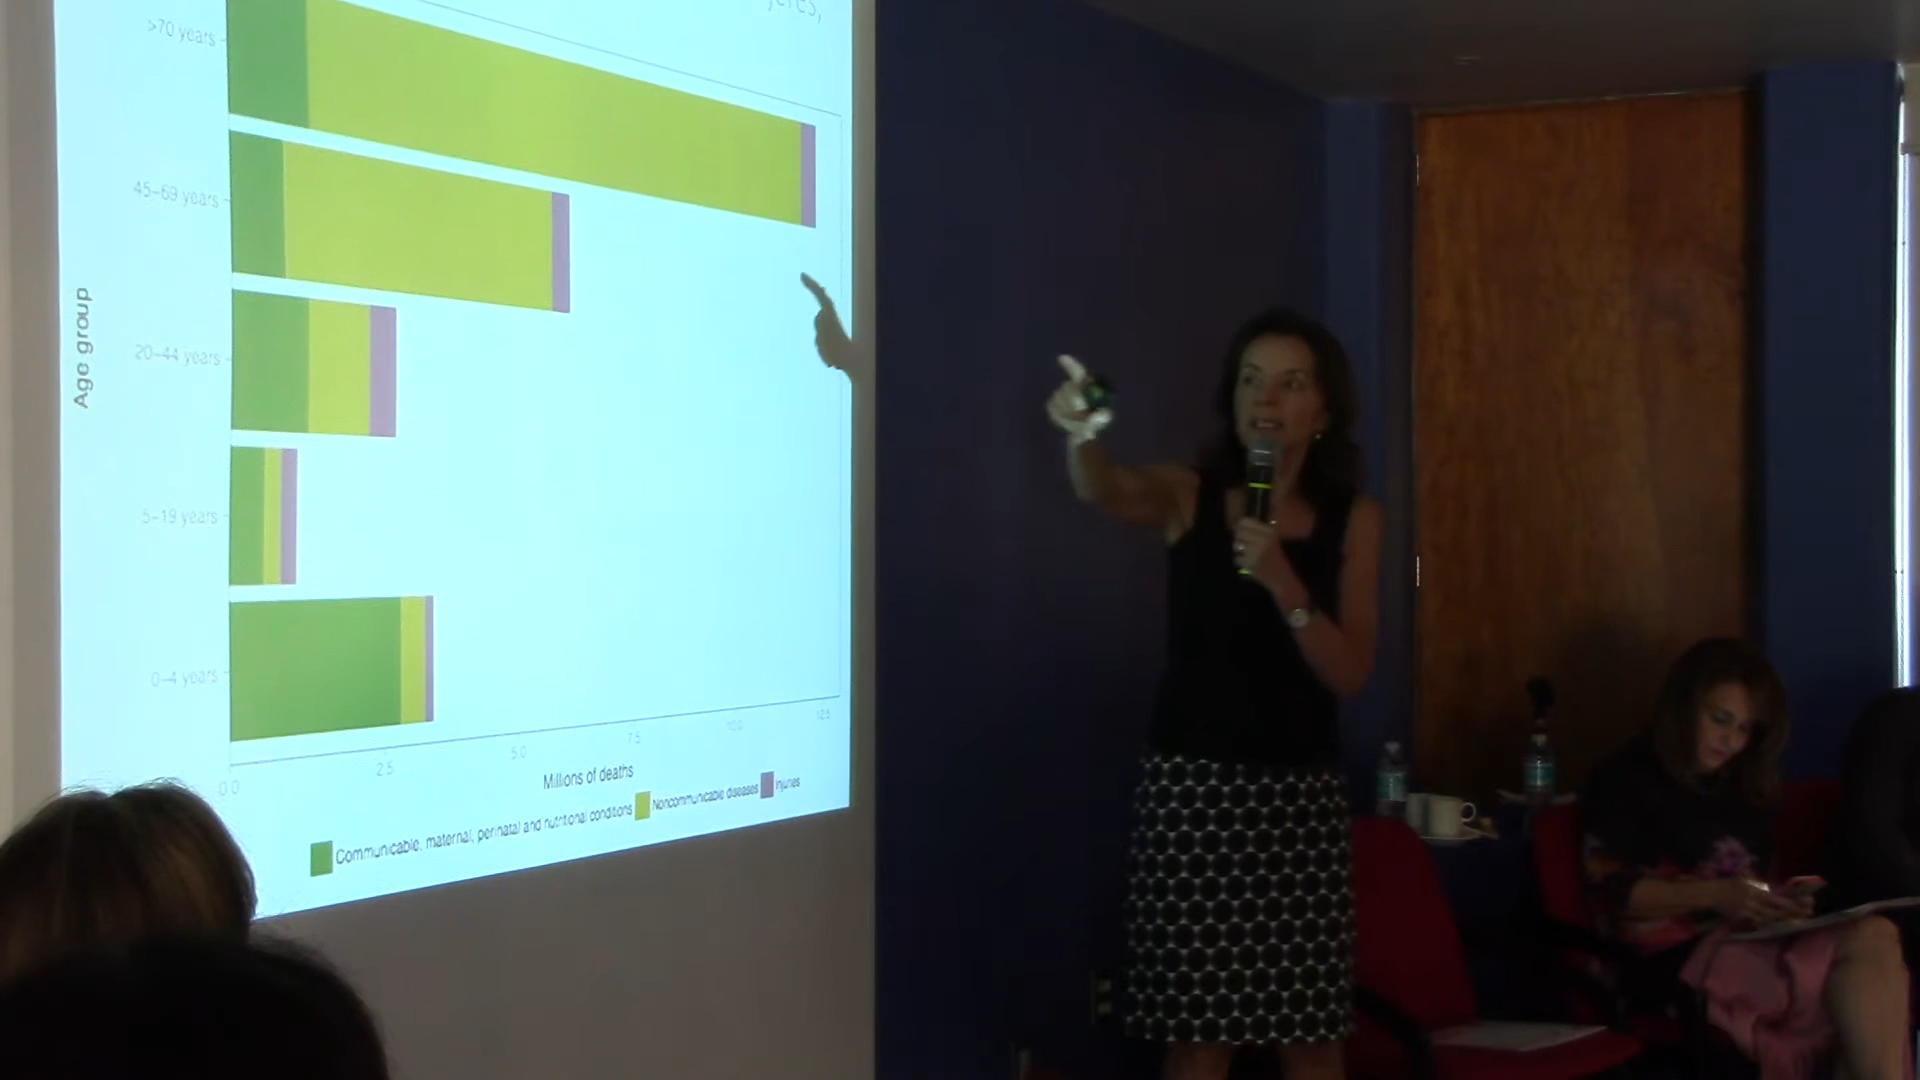 >70 years
45–69 years
20–44 years
5–19 years
0–4 years
Age group
0.0
2.5
5.0
7.5
10.0
12.5
Millions of deaths
Communicable, maternal, perinatal and nutritional conditions
Noncommunicable diseases
Injuries